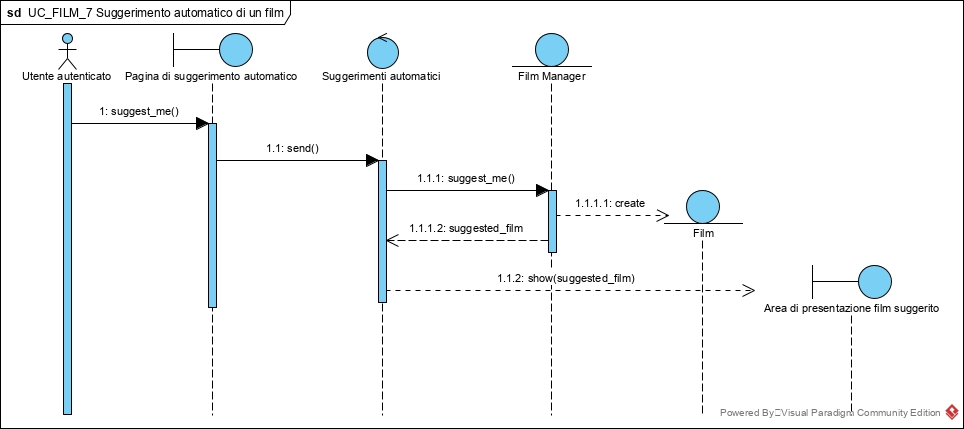 sd UC_FILM_7 Suggerimento automatico di un film
Utente autenticato
Pagina di suggerimento automatico
Suggerimenti automatici
Film Manager
1: suggest_me()
1.1: send()
1.1.1: suggest_me()
1.1.1.1: create
1.1.1.2: suggested_film
Film
1.1.2: show(suggested_film)
Area di presentazione film suggerito
Powered By Visual Paradigm Community Edition